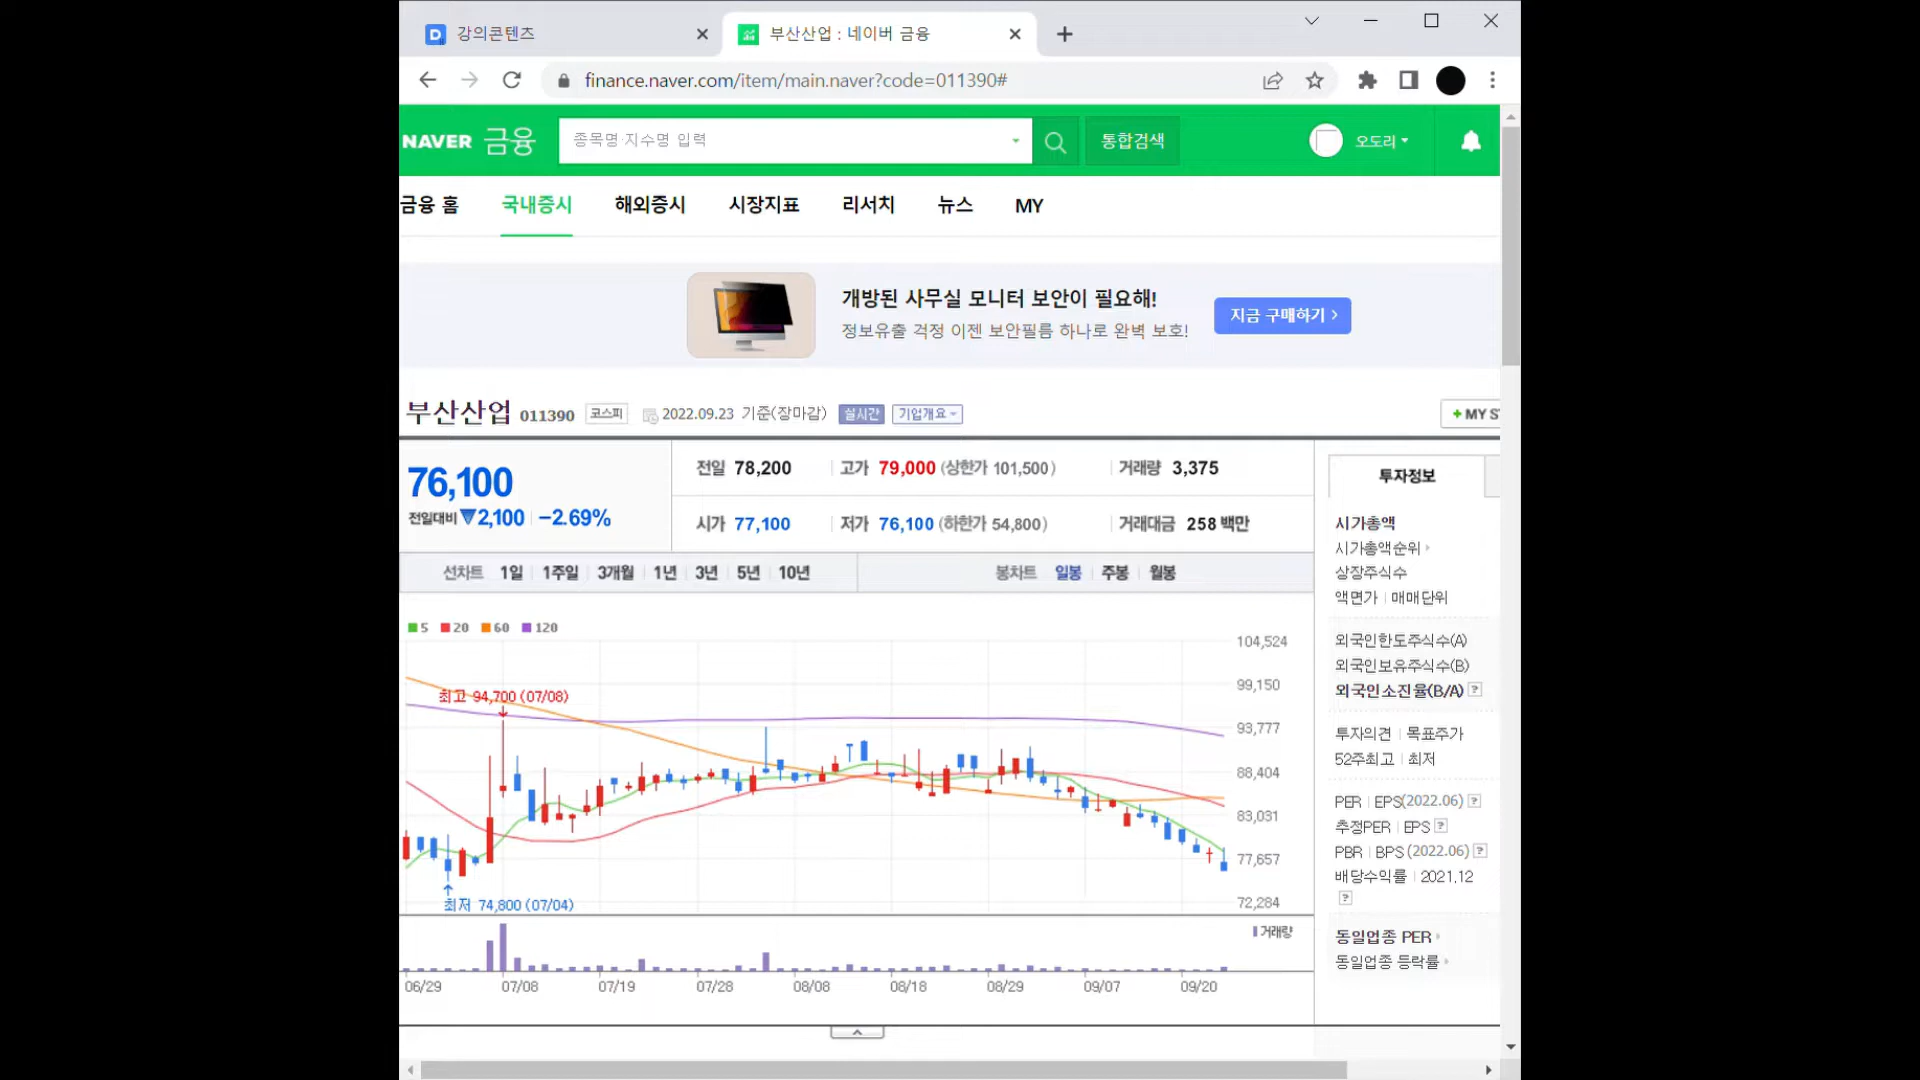 강의콘텐츠
부산산업 : 네이버 금융
finance.naver.com/item/main.naver?code=011390#
NAVER 금융
종목명·지수명 입력
통합검색
오도리
금융 홈 국내증시 해외증시 시장지표 리서치 뉴스 MY
개방된 사무실 모니터 보안이 필요해!
정보유출 걱정 이젠 보안필름 하나로 완벽 보호!
지금 구매하기 >
부산산업 011390 코스피 2022.09.23 기준(장마감) 실시간 기업개요
+ MY S
76,100
전일대비 ▼2,100 -2.69%
전일 78,200 고가 79,000 (상한가 101,500) 거래량 3,375
시가 77,100 저가 76,100 (하한가 54,800) 거래대금 258 백만
선차트 1일 1주일 3개월 1년 3년 5년 10년
봉차트 일봉 주봉 월봉
5 20 60 120
104,524
99,150
93,777
88,404
83,031
77,657
72,284
최고 94,700 (07/08)
최저 74,800 (07/04)
거래량
06/29 07/08 07/19 07/28 08/08 08/18 08/29 09/07 09/20
투자정보
시가총액
시가총액순위
상장주식수
액면가 | 매매단위
외국인한도주식수(A)
외국인보유주식수(B)
외국인소진율(B/A) ?
투자의견 | 목표주가
52주최고 | 최저
PER | EPS(2022.06) ?
추정PER | EPS ?
PBR | BPS (2022.06) ?
배당수익률 | 2021.12
?
동일업종 PER
동일업종 등락률